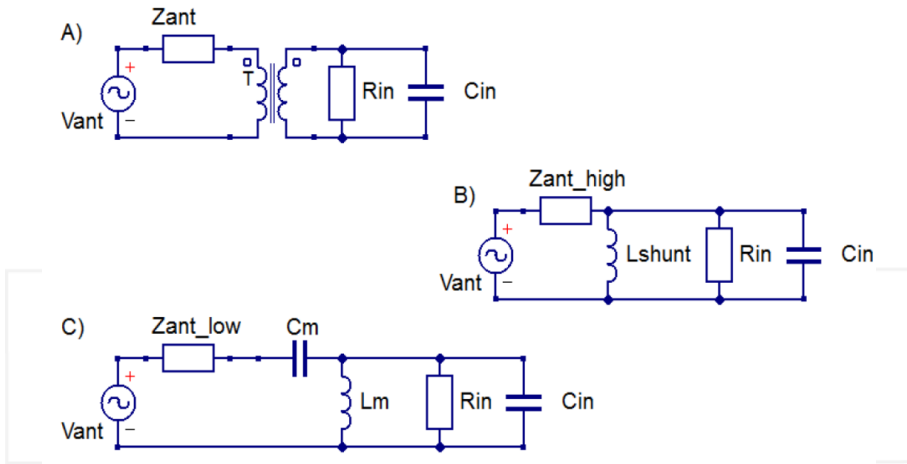 A)
Zant
T
Rin
Cin
Vant
+
−
B)
Zant_high
Lshunt
Rin
Cin
Vant
+
−
C)
Zant_low
Cm
Lm
Rin
Cin
Vant
+
−